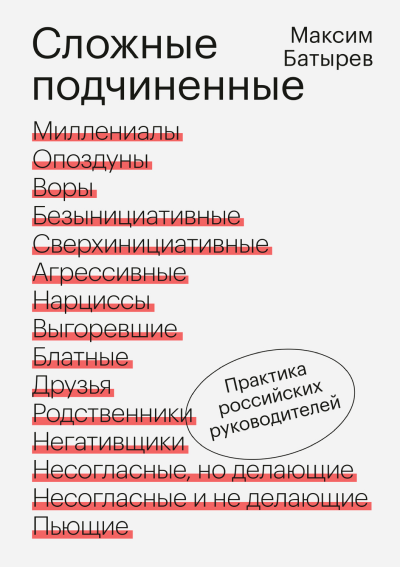 Сложные
подчиненные
Максим
Батырев
Миллениалы
Опоздуны
Воры
Безынициативные
Сверхинициативные
Агрессивные
Нарциссы
Выгоревшие
Блатные
Друзья
Родственники
Негативщики
Несогласные, но делающие
Несогласные и не делающие
Пьющие
Практика
российских
руководителей